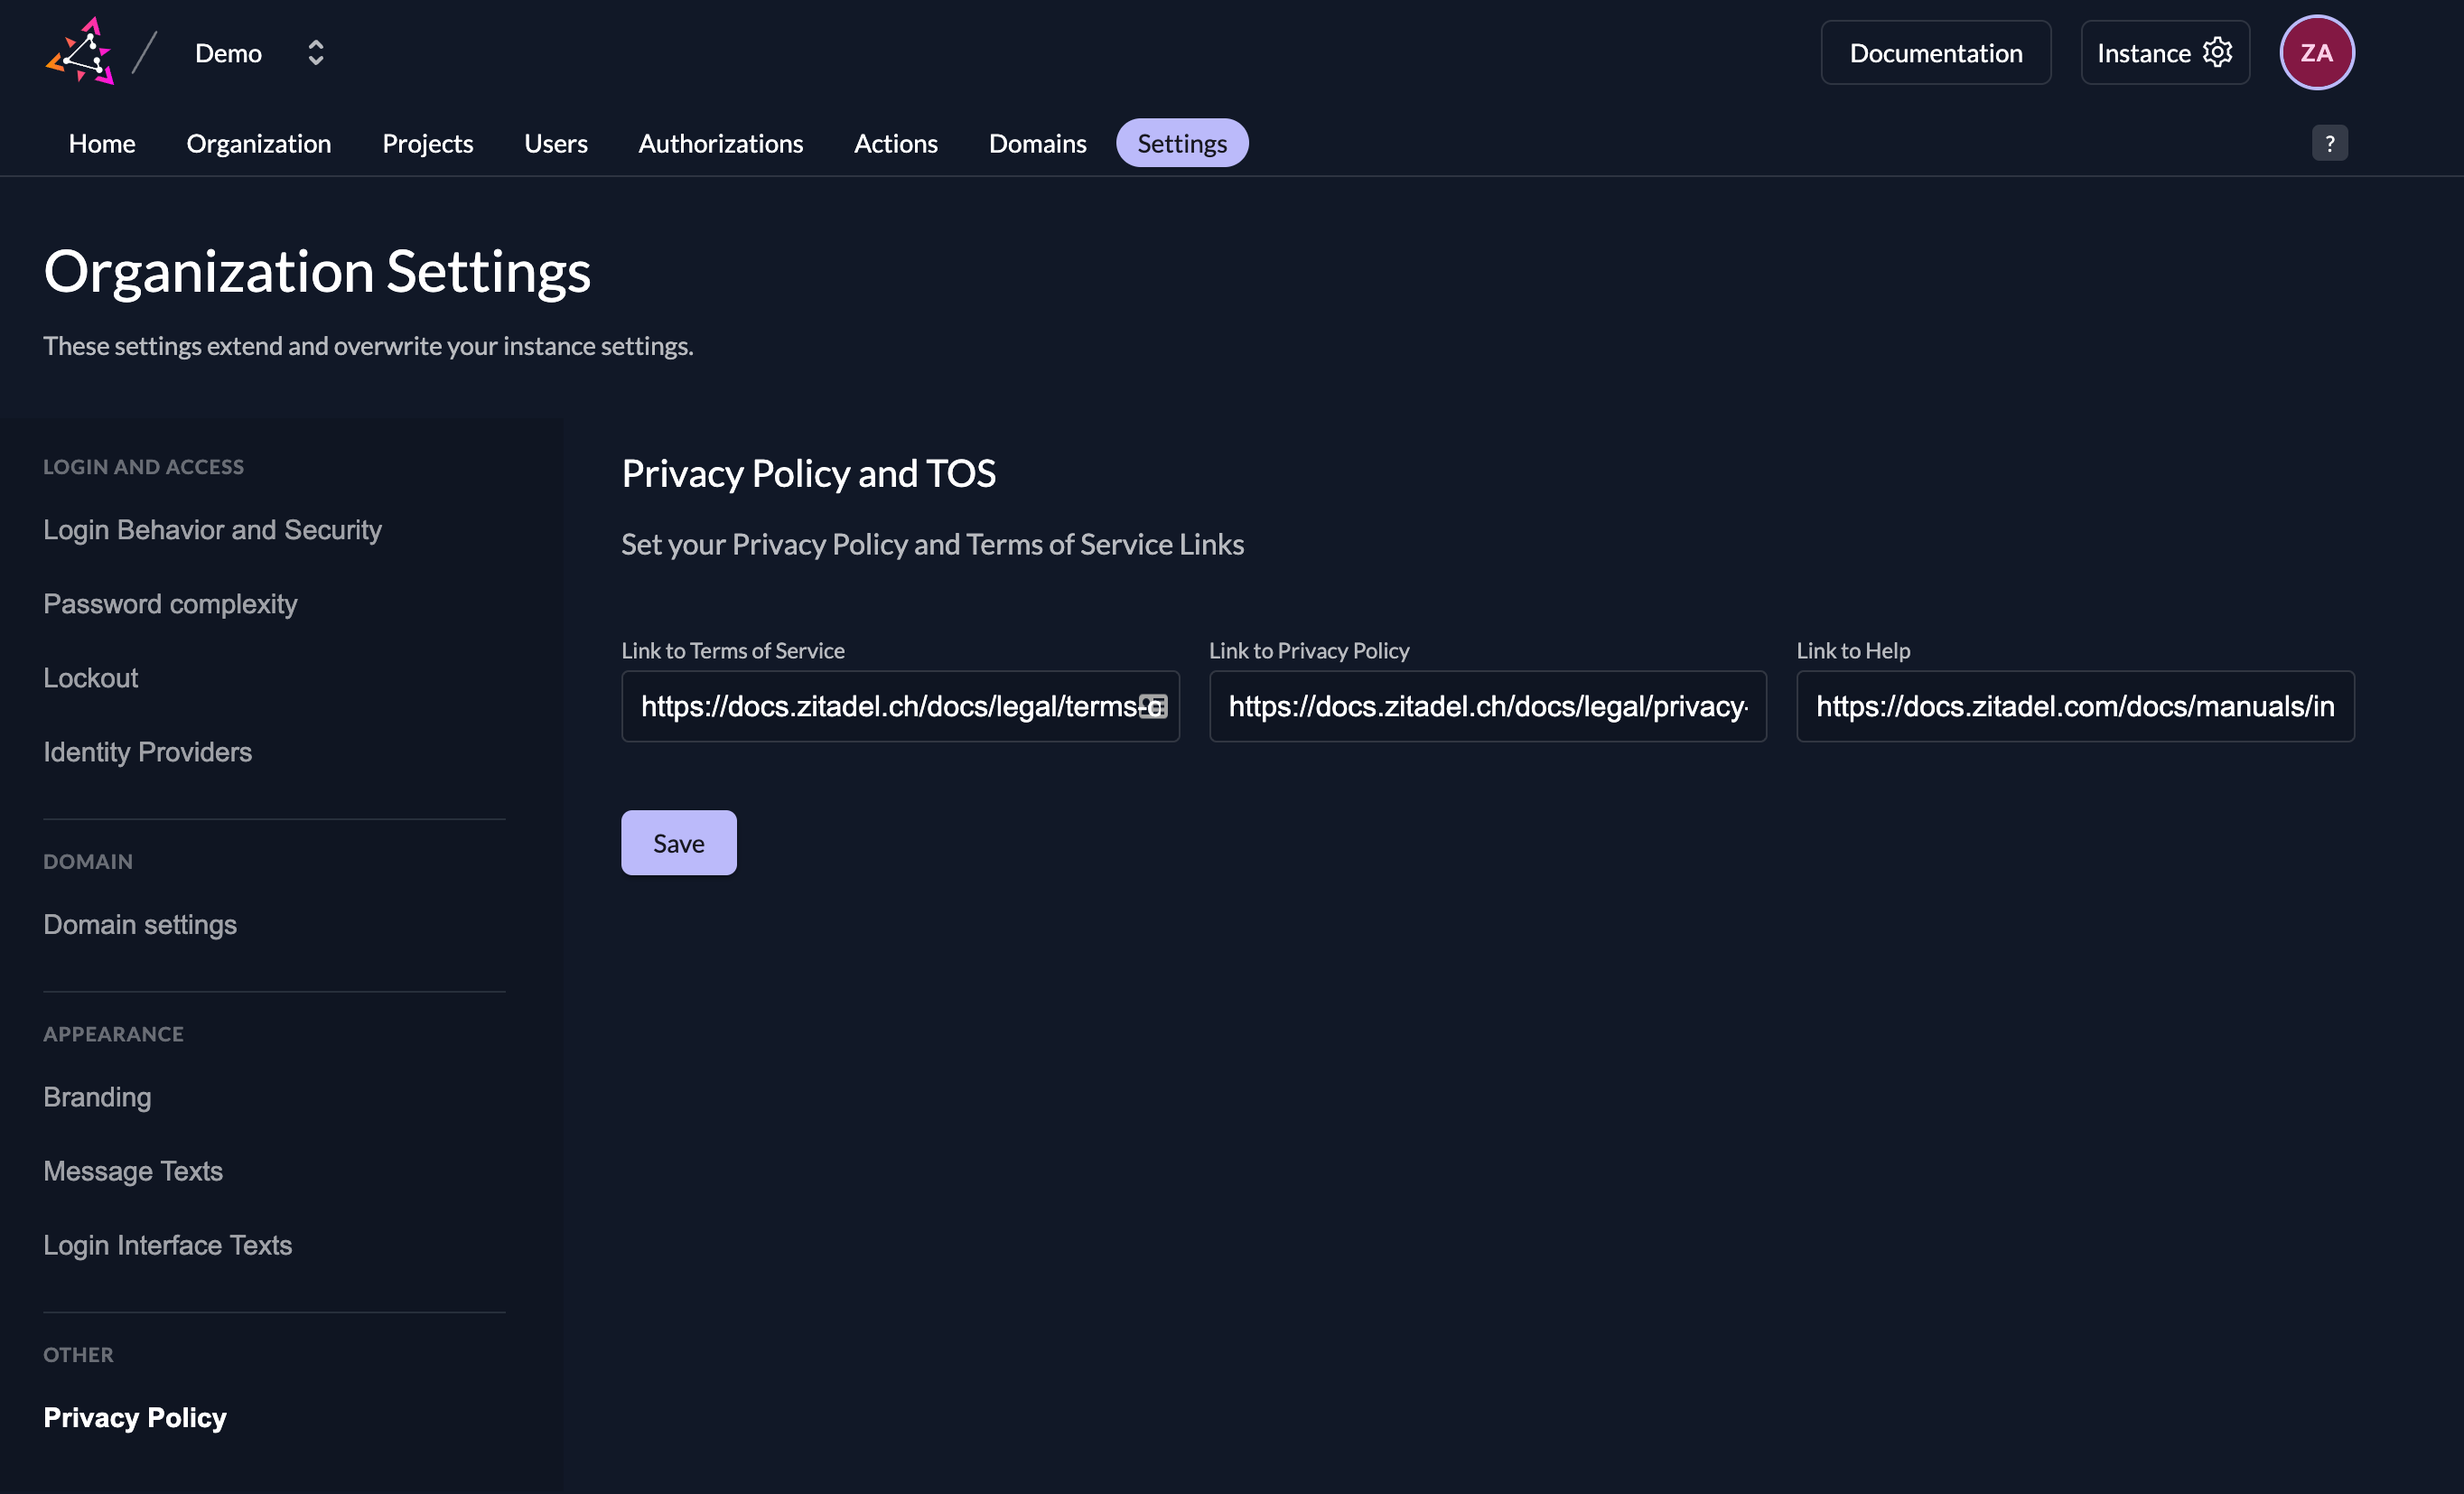 Demo
Documentation
Instance
ZA
Home Organization Projects Users Authorizations Actions Domains Settings ?
Organization Settings
These settings extend and overwrite your instance settings.
LOGIN AND ACCESS
Login Behavior and Security
Password complexity
Lockout
Identity Providers
DOMAIN
Domain settings
APPEARANCE
Branding
Message Texts
Login Interface Texts
OTHER
Privacy Policy
Privacy Policy and TOS
Set your Privacy Policy and Terms of Service Links
Link to Terms of Service
https://docs.zitadel.ch/docs/legal/terms-o
Link to Privacy Policy
https://docs.zitadel.ch/docs/legal/privacy-
Link to Help
https://docs.zitadel.com/docs/manuals/in
Save